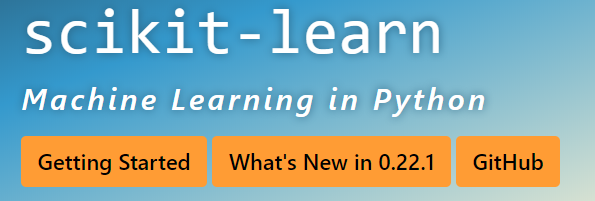 scikit-learn
Machine Learning in Python
Getting Started What's New in 0.22.1 GitHub